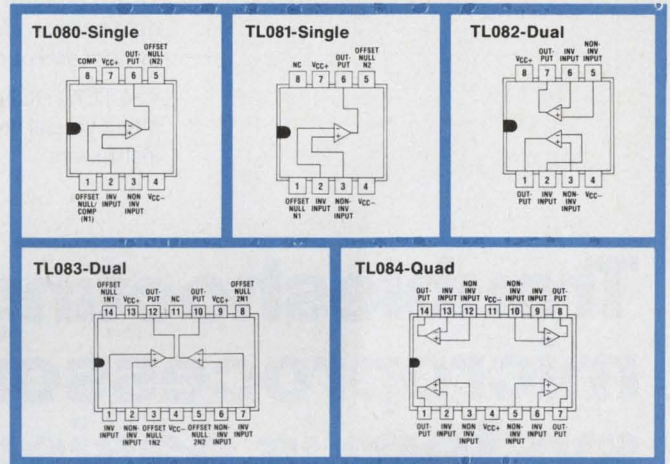 TL080-Single
COMP VCC+ OUT-PUT OFFSET NULL (N2)
8 7 6 5
1 2 3 4
OFFSET NULL/COMP (N1) INV INPUT NON INV INPUT VCC−
TL081-Single
NC VCC+ OUT-PUT OFFSET NULL N2
8 7 6 5
1 2 3 4
OFFSET NULL N1 INV INPUT NON-INV INPUT VCC−
TL082-Dual
VCC+ OUT-PUT INV INPUT NON-INV INPUT
8 7 6 5
1 2 3 4
OUT-PUT INV INPUT NON-INV INPUT VCC−
TL083-Dual
OFFSET NULL 1N1 VCC+ OUT-PUT NC OUT-PUT VCC+ OFFSET NULL 2N1
14 13 12 11 10 9 8
1 2 3 4 5 6 7
INV INPUT NON-INV INPUT OFFSET NULL 1N2 VCC− OFFSET NULL 2N2 NON-INV INPUT INV INPUT
TL084-Quad
OUT-PUT INV INPUT NON INV INPUT VCC− NON-INV INPUT INV INPUT OUT-PUT
14 13 12 11 10 9 8
1 2 3 4 5 6 7
OUT-PUT INV INPUT NON-INV INPUT VCC+ NON-INV INPUT INV INPUT OUT-PUT